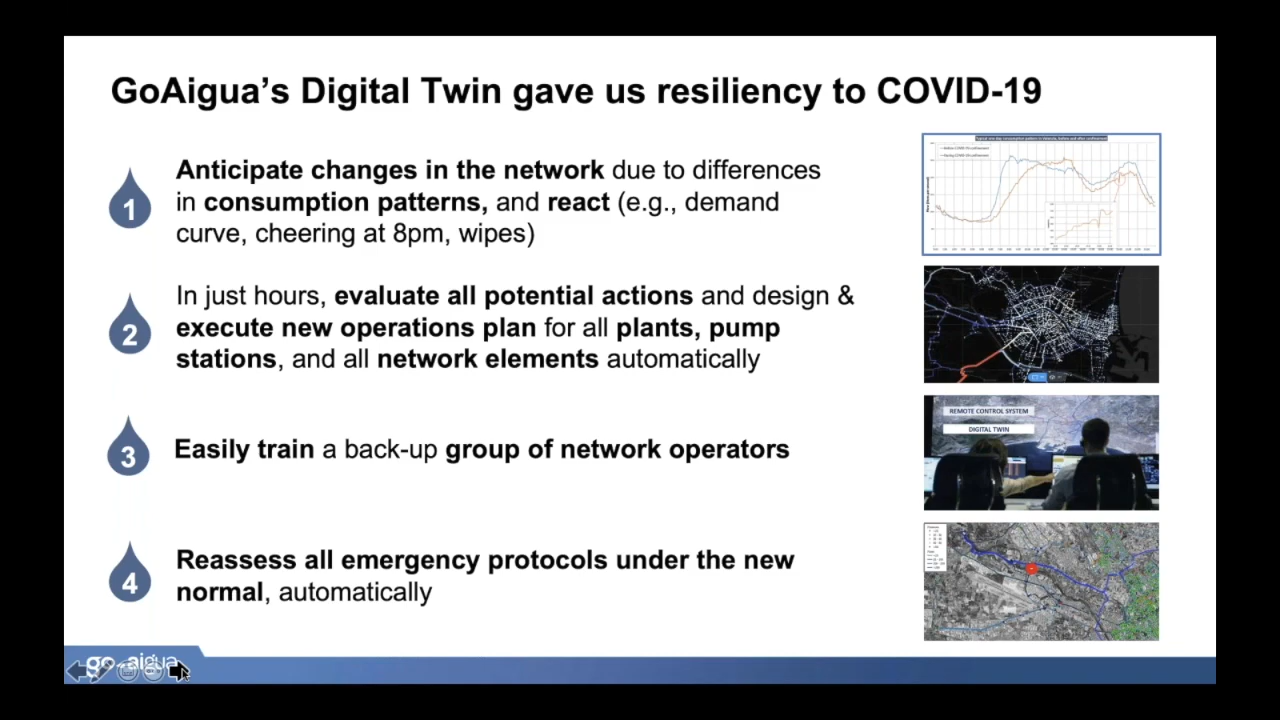 GoAigua’s Digital Twin gave us resiliency to COVID-19
1
Anticipate changes in the network due to differences
in consumption patterns, and react (e.g., demand
curve, cheering at 8pm, wipes)
2
In just hours, evaluate all potential actions and design &
execute new operations plan for all plants, pump
stations, and all network elements automatically
3
Easily train a back-up group of network operators
4
Reassess all emergency protocols under the new
normal, automatically
REMOTE CONTROL SYSTEM
DIGITAL TWIN
go-aigua